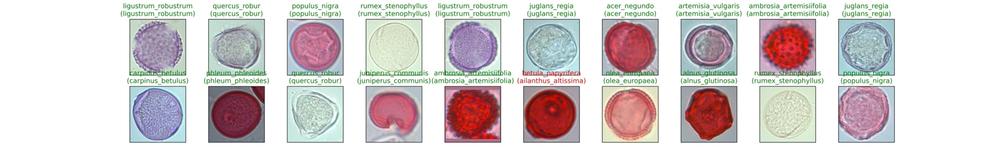 ligustrum_robustrum quercus_robur populus_nigra rumex_stenophyllus ligustrum_robustrum juglans_regia acer_negundo artemisia_vulgaris ambrosia_artemisiifolia juglans_regia
(ligustrum_robustrum) (quercus_robur) (populus_nigra) (rumex_stenophyllus) (ligustrum_robustrum) (juglans_regia) (acer_negundo) (artemisia_vulgaris) (ambrosia_artemisiifolia) (juglans_regia)
carpinus_betulus phleum_phleoides quercus_robur juniperus_communis ambrosia_artemisiifolia betula_papyrifera olea_europaea alnus_glutinosa rumex_stenophyllus populus_nigra
(carpinus_betulus) (phleum_phleoides) (quercus_robur) (juniperus_communis) (ambrosia_artemisiifolia) (ailanthus_altissima) (olea_europaea) (alnus_glutinosa) (rumex_stenophyllus) (populus_nigra)